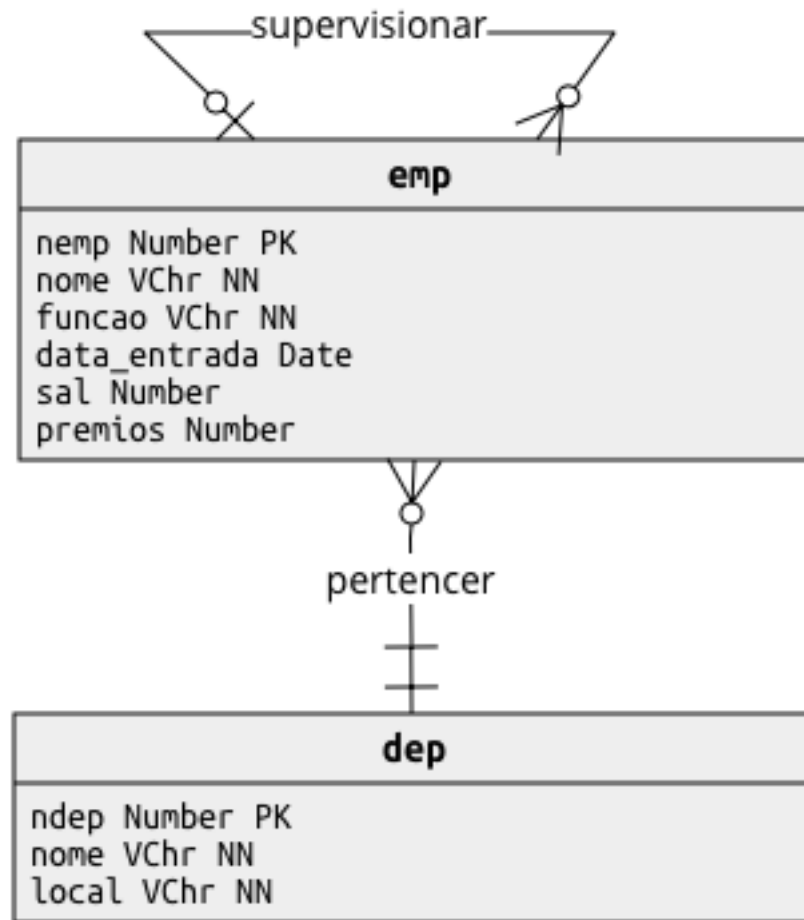 supervisionar
emp
nemp Number PK
nome VChr NN
funcao VChr NN
data_entrada Date
sal Number
premios Number
pertencer
dep
ndep Number PK
nome VChr NN
local VChr NN